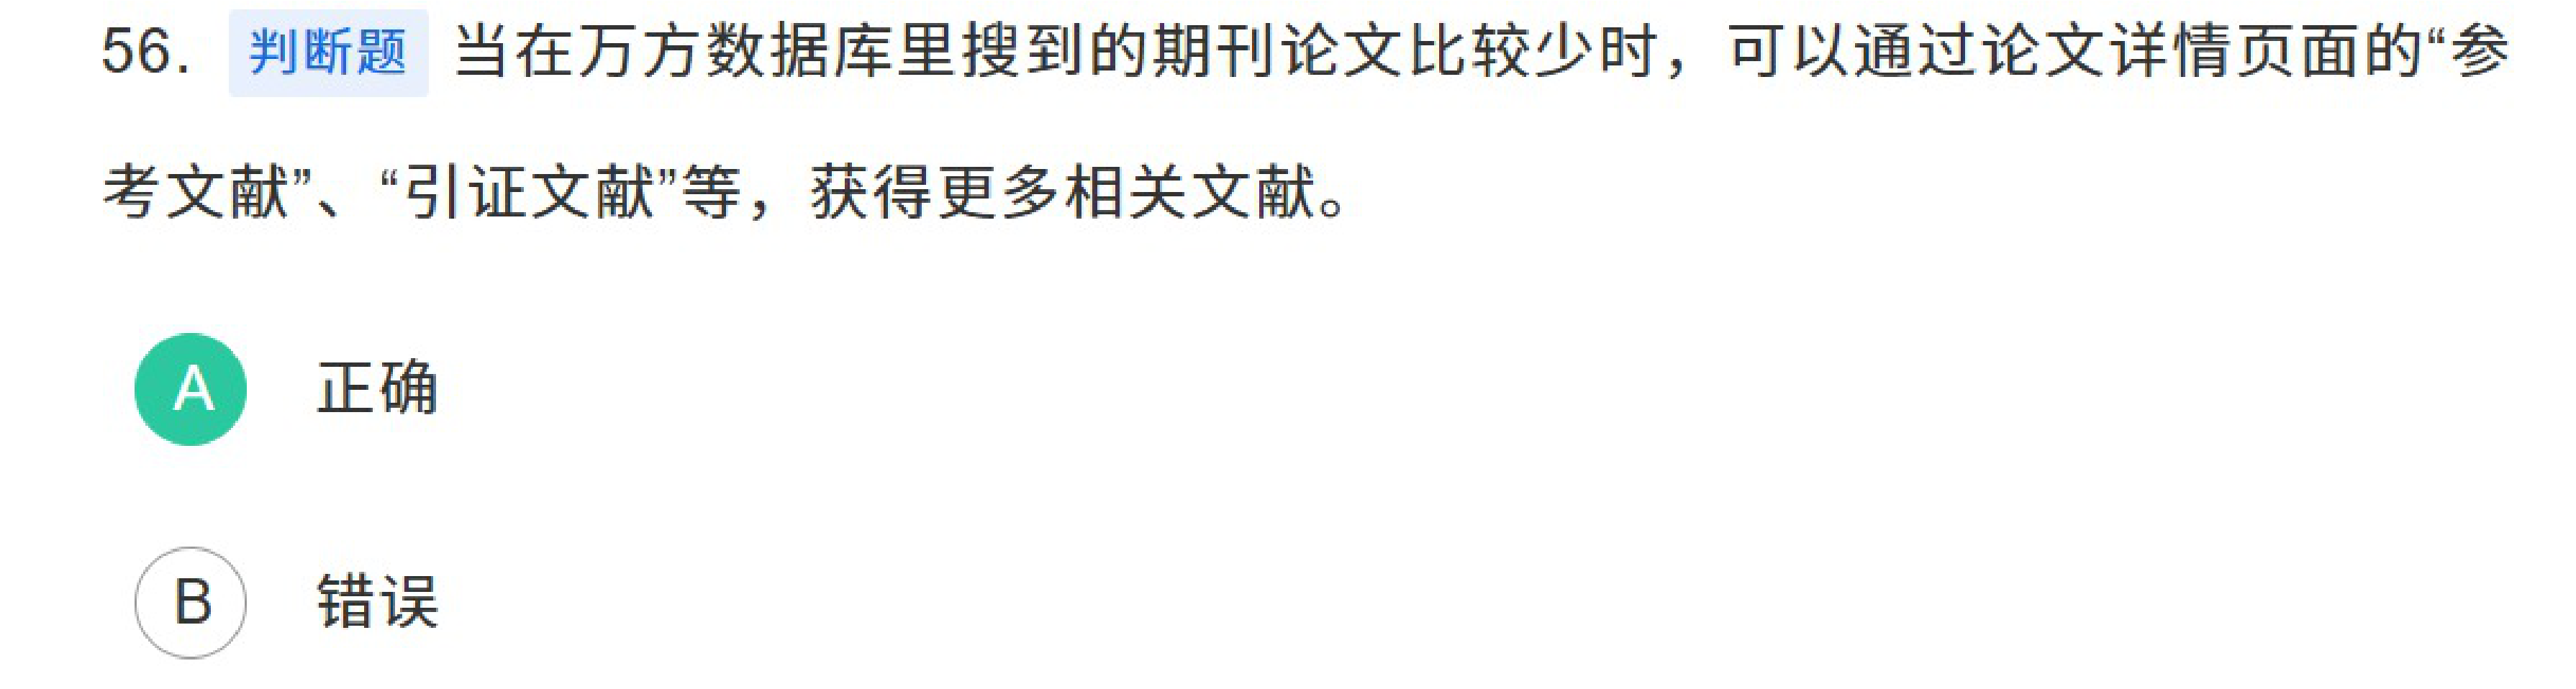 56. 判断题 当在万方数据库里搜到的期刊论文比较少时，可以通过论文详情页面的“参
考文献”、“引证文献”等，获得更多相关文献。
A 正确
B 错误